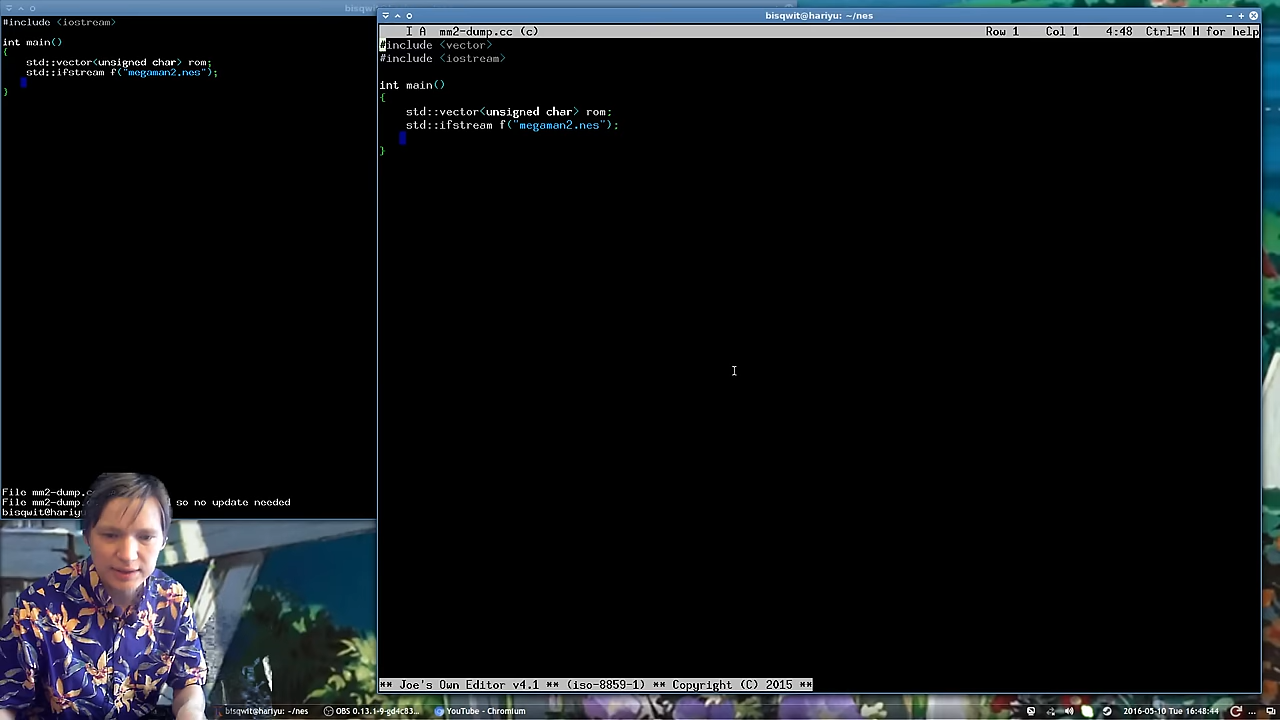 bisqw
#include <iostream>
int main()
{
std::vector<unsigned char> rom;
std::ifstream f("megaman2.nes");
}
File mm2-dump.c
File mm2-dump. so no update needed
bisqwit@hariyu
bisqwit@hariyu: ~/nes
I A mm2-dump.cc (c) Row 1 Col 1 4:48 Ctrl-K H for help
#include <vector>
#include <iostream>
int main()
{
std::vector<unsigned char> rom;
std::ifstream f("megaman2.nes");
}
** Joe's Own Editor v4.1 ** (iso-8859-1) ** Copyright (C) 2015 **
bisqwit@hariyu: ~/nes OBS 0.13.1-9-gd4c83... YouTube - Chromium 2016-05-10 Tue 16:48:44 ...